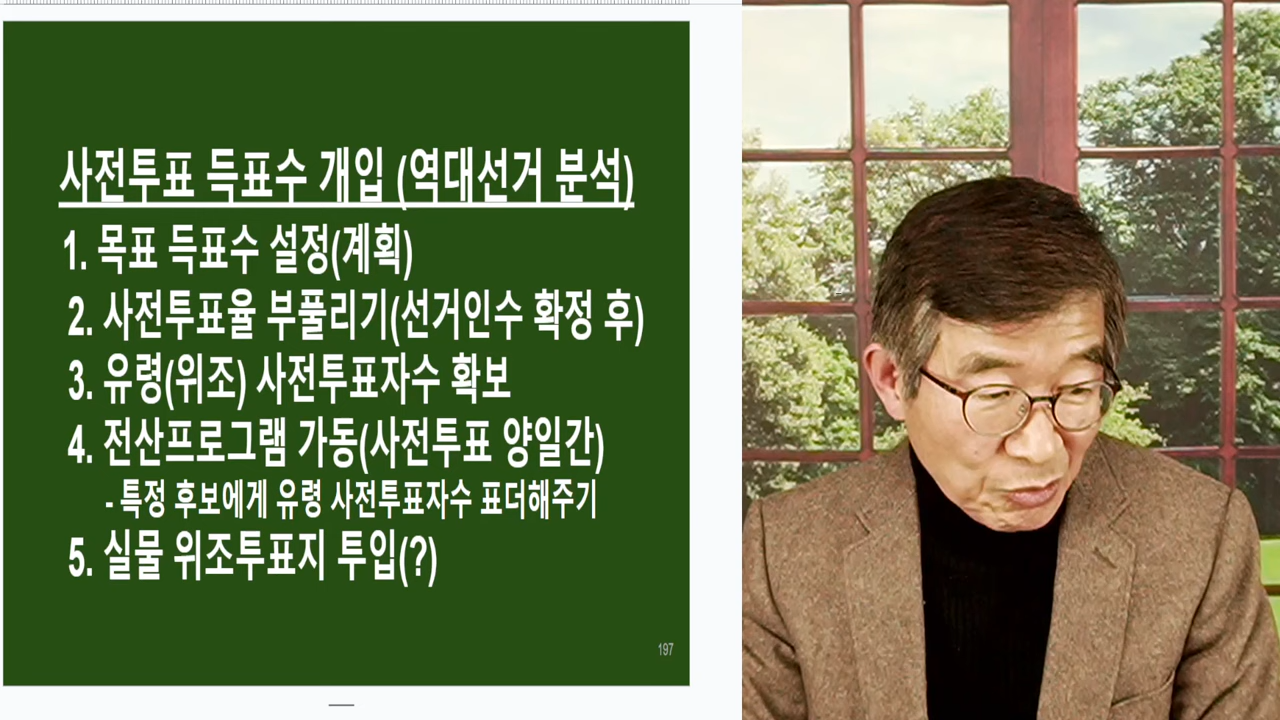 사전투표 득표수 개입 (역대선거 분석)
1. 목표 득표수 설정(계획)
2. 사전투표율 부풀리기(선거인수 확정 후)
3. 유령(위조) 사전투표자수 확보
4. 전산프로그램 가동(사전투표 양일간)
- 특정 후보에게 유령 사전투표자수 표더해주기
5. 실물 위조투표지 투입(?)
197